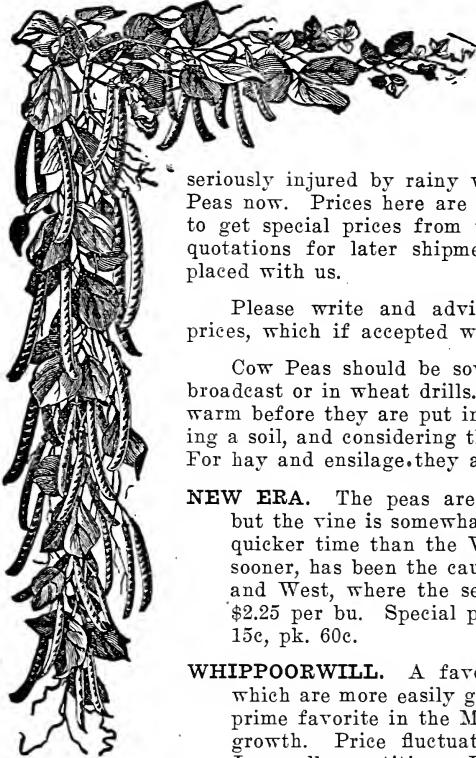 seriously injured by rainy
Peas now. Prices here are
to get special prices from
quotations for later shipme
placed with us.
Please write and advi
prices, which if accepted w
Cow Peas should be so
broadcast or in wheat drills.
warm before they are put in
ing a soil, and considering t
For hay and ensilage.they a
NEW ERA. The peas are
but the vine is somewha
quicker time than the
sooner, has been the cau
and West, where the se
$2.25 per bu. Special p
15c, pk. 60c.
WHIPPOORWILL. A favo
which are more easily g
prime favorite in the M
growth. Price fluctuat